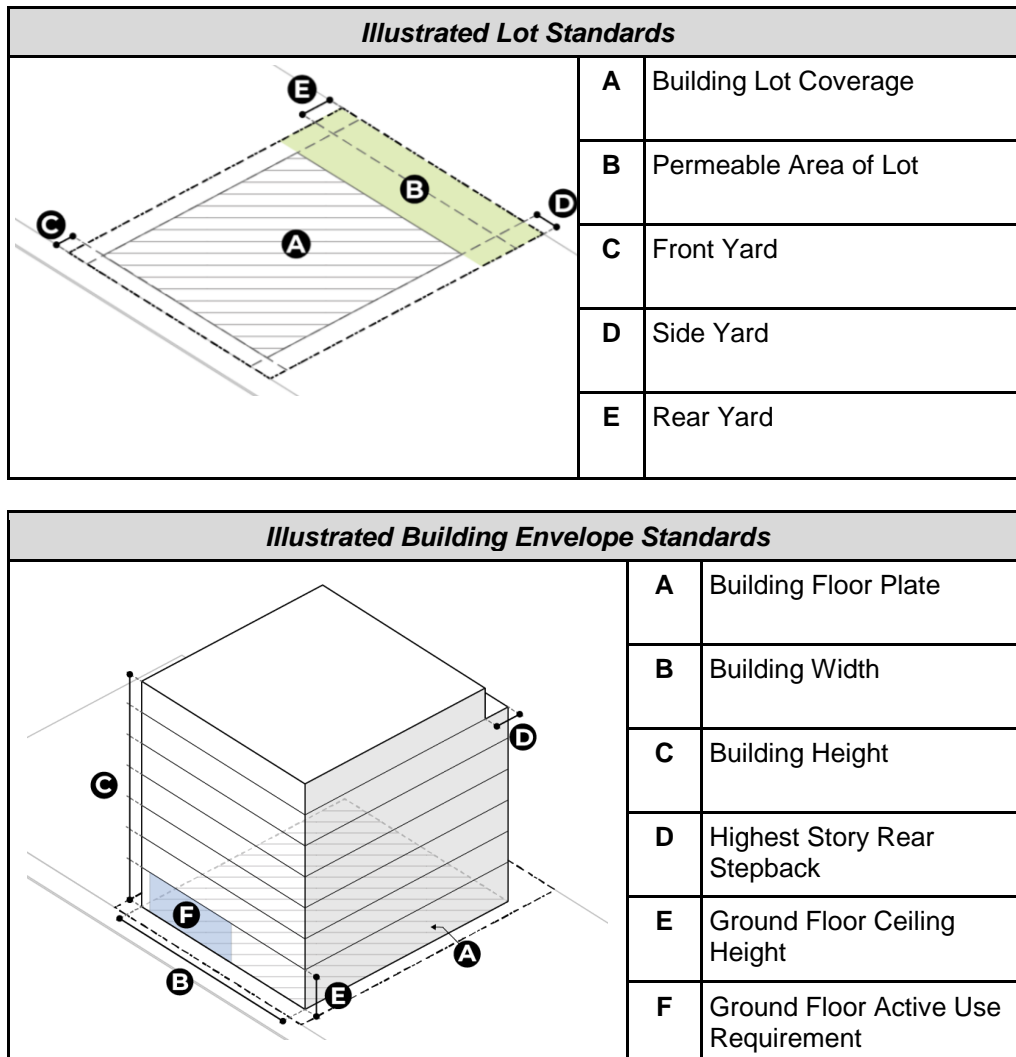 Illustrated Lot Standards
E
B
D
C
A
A Building Lot Coverage
B Permeable Area of Lot
C Front Yard
D Side Yard
E Rear Yard
Illustrated Building Envelope Standards
D
C
F
A
B
E
A Building Floor Plate
B Building Width
C Building Height
D Highest Story Rear
Stepback
E Ground Floor Ceiling
Height
F Ground Floor Active Use
Requirement